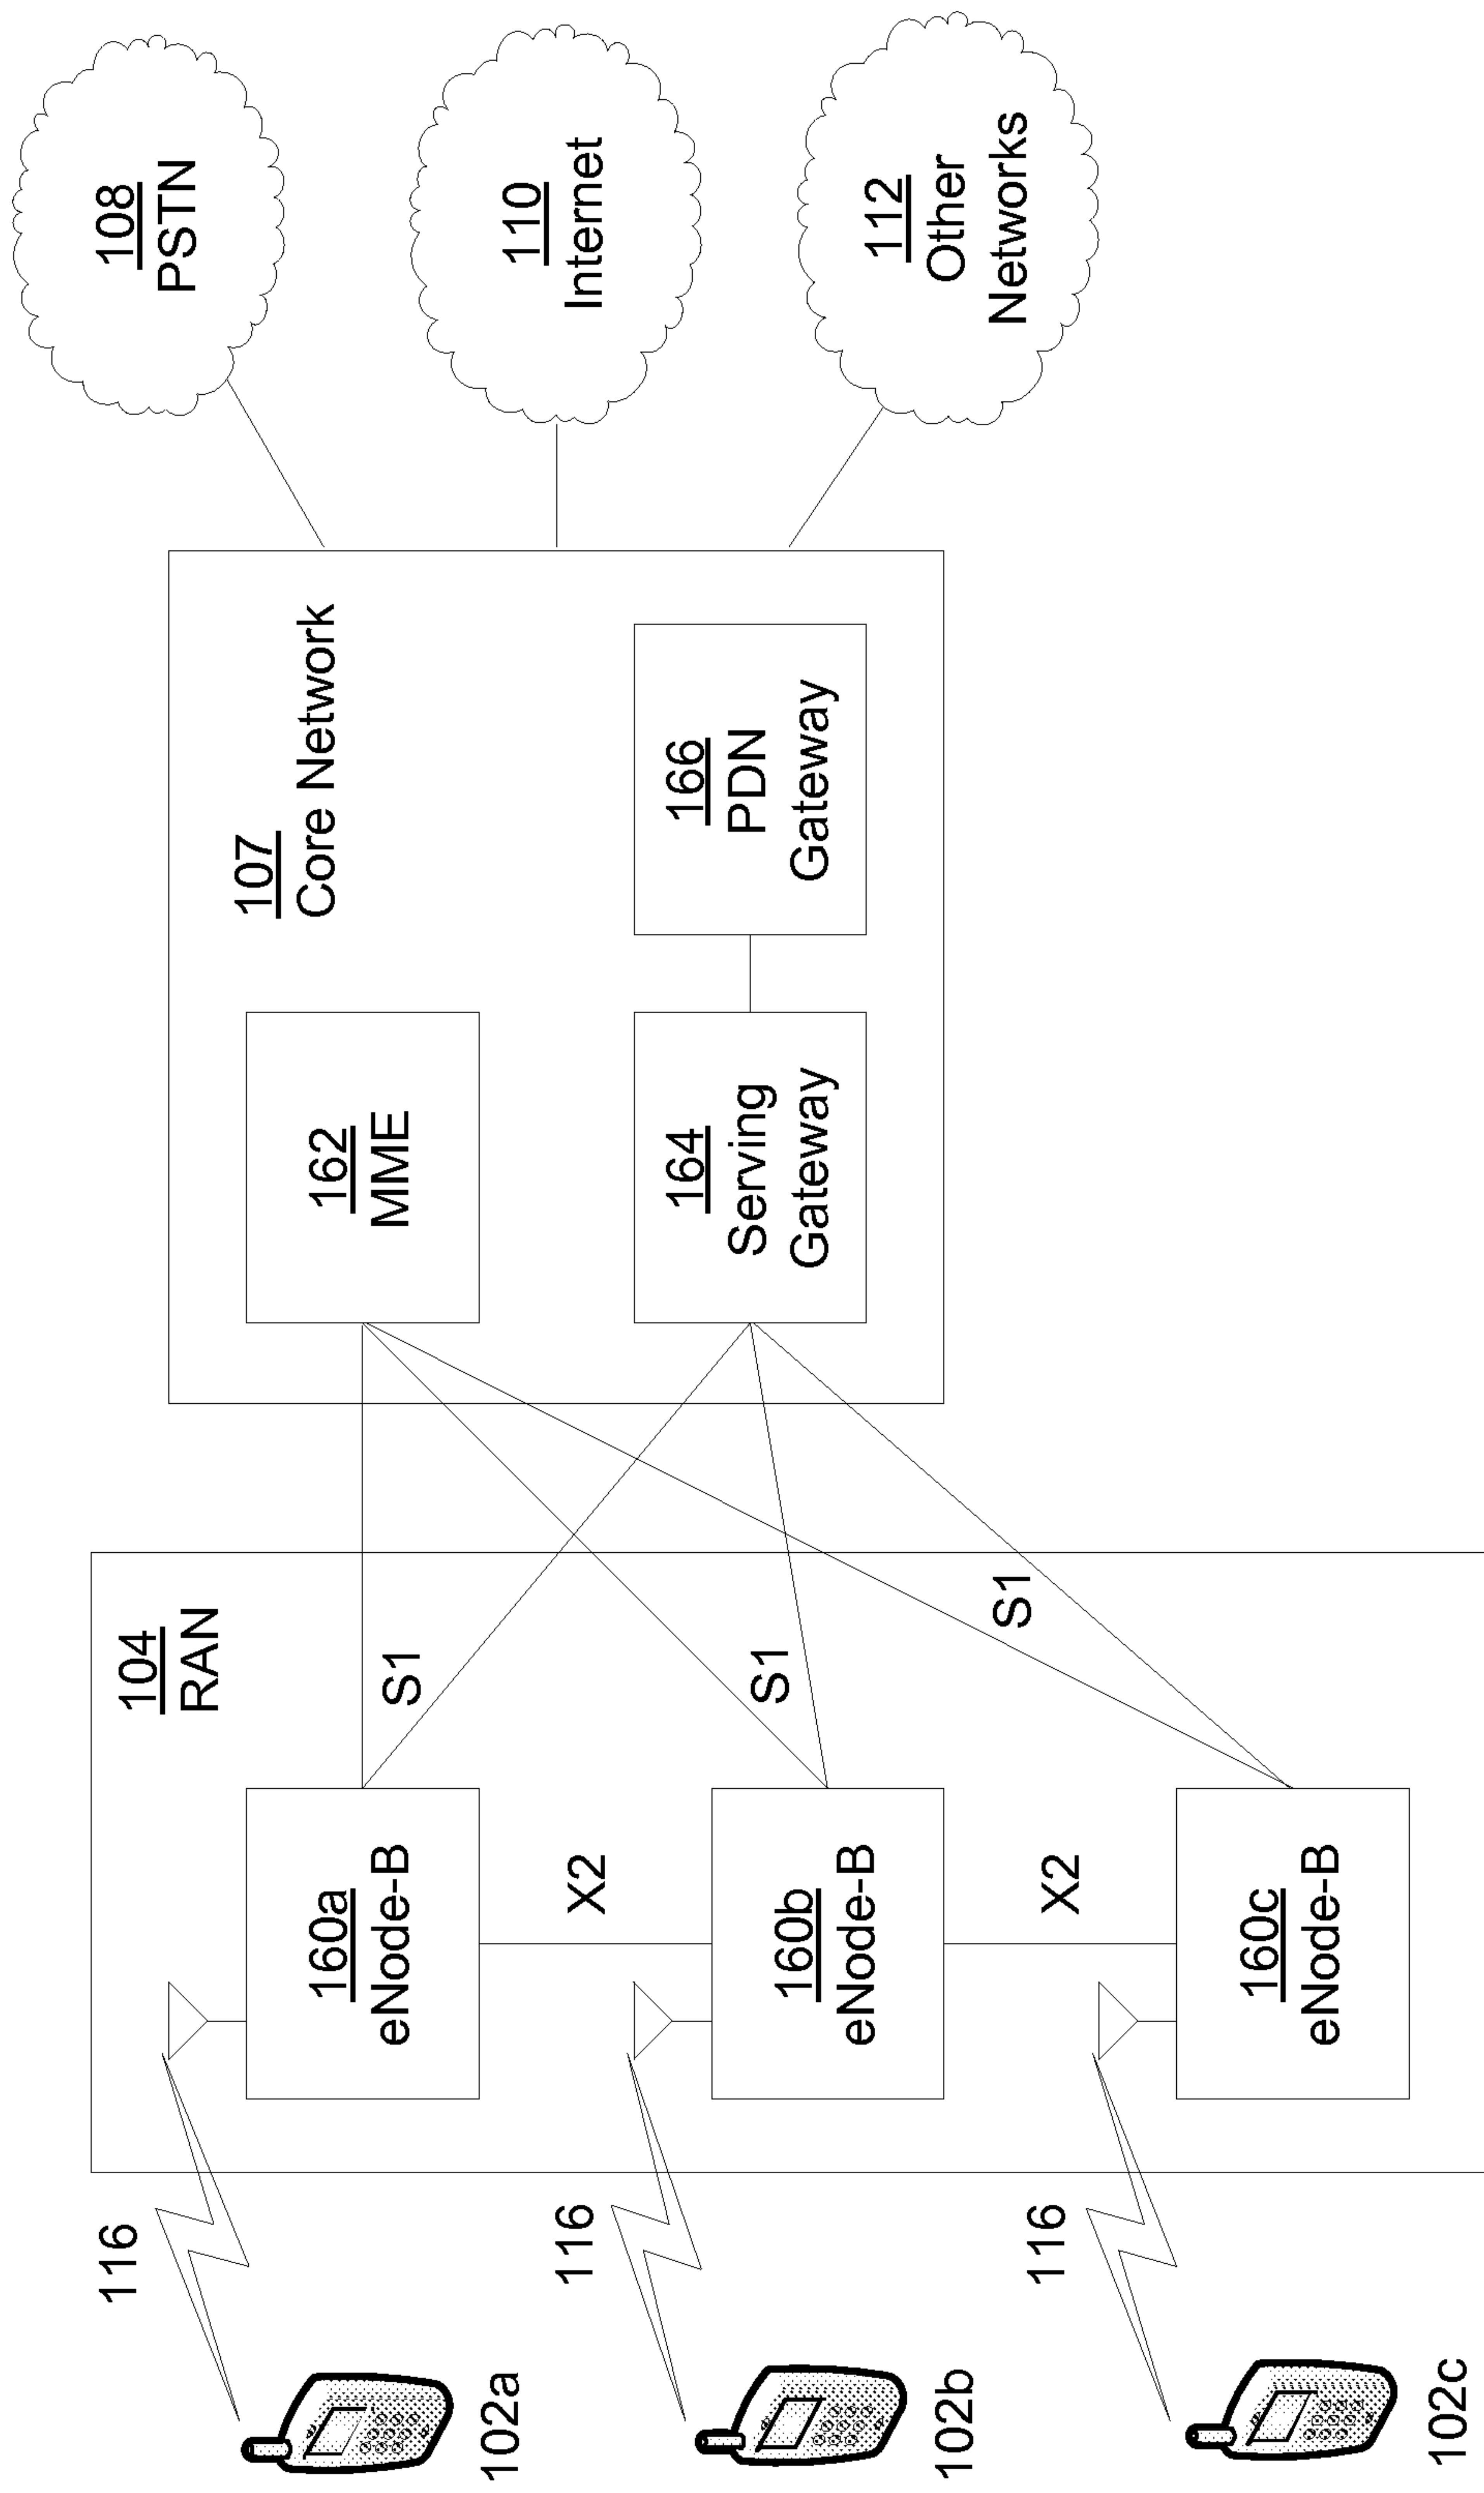 116
104
RAN
160a
eNode-B
S1
102a
X2
116
160b
eNode-B
S1
102b
X2
116
160c
eNode-B
S1
102c
107
Core Network
162
MME
164
Serving
Gateway
166
PDN
Gateway
108
PSTN
110
Internet
112
Other
Networks